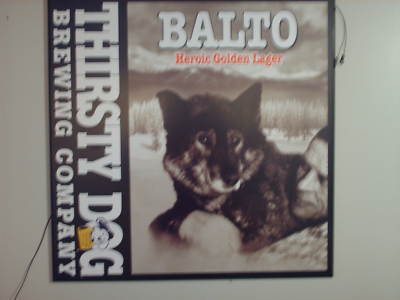 BALTO
Heroic Golden Lager
THIRSTY DOG
BREWING COMPANY